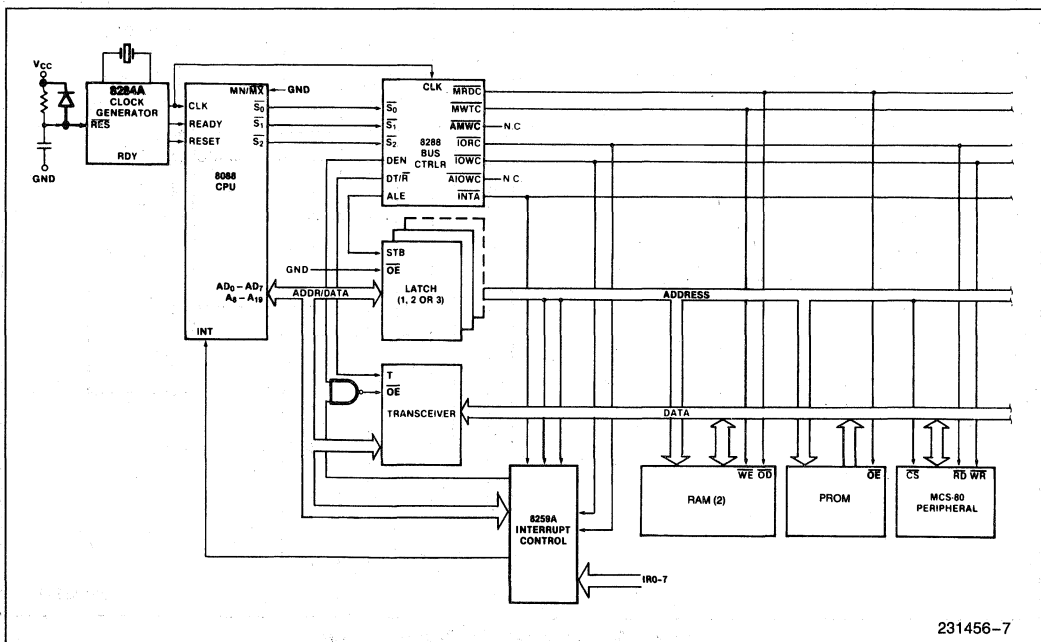 VCC
8284A
CLOCK
GENERATOR
RES
RDY
GND
MN/MX
GND
CLK
READY
RESET
S0
S1
S2
8088
CPU
AD0 – AD7
A8 – A19
INT
CLK
S0
S1
S2
DEN
DT/R
ALE
8288
BUS
CTRLR
MRDC
MWTC
AMWC
N.C
IORC
IOWC
AIOWC
N C
INTA
STB
GND
OE
LATCH
(1, 2 OR 3)
ADDR/DATA
ADDRESS
T
OE
TRANSCEIVER
DATA
8259A
INTERRUPT
CONTROL
IR0-7
WE OD
RAM (2)
OE
PROM
CS RD WR
MCS-80
PERIPHERAL
231456–7